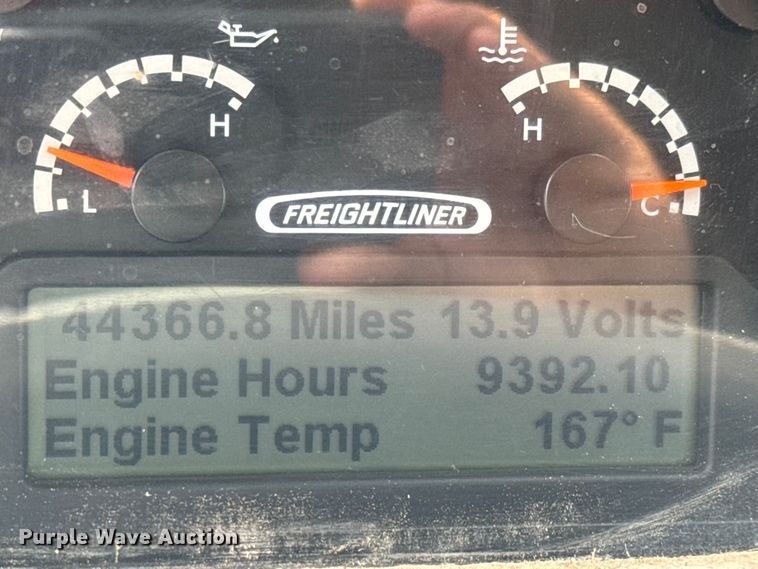 H H
L C
FREIGHTLINER
44366.8 Miles 13.9 Volts
Engine Hours 9392.10
Engine Temp 167° F
Purple Wave Auction®